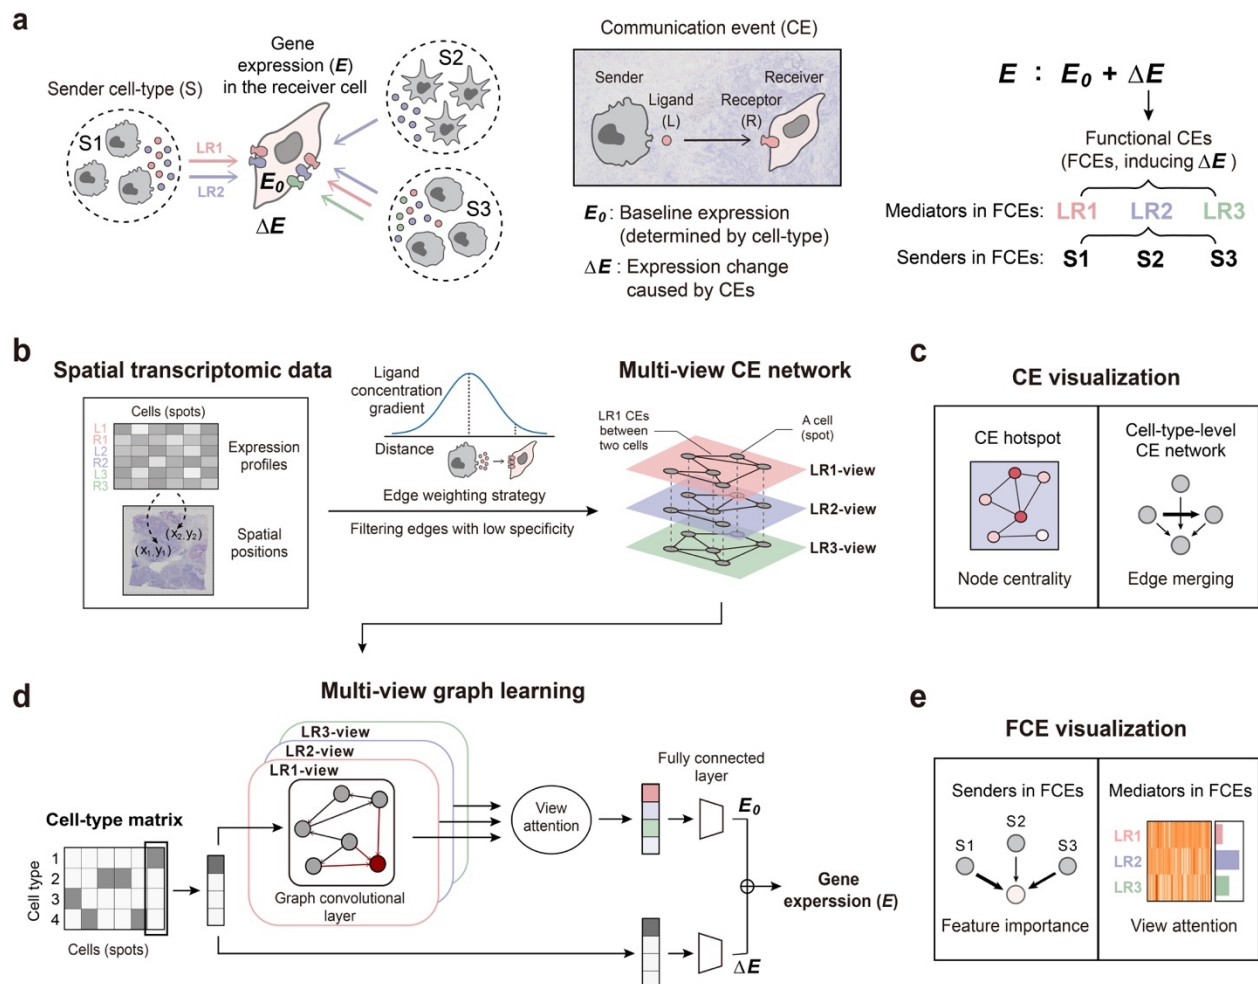 a
Sender cell-type (S)
S1
LR1
LR2
Gene
expression (E)
in the receiver cell
E0
ΔE
S2
S3
Communication event (CE)
Sender
Receiver
Ligand
(L)
Receptor
(R)
E0 : Baseline expression
(determined by cell-type)
ΔE : Expression change
caused by CEs
E : E0 + ΔE
Functional CEs
(FCEs, inducing ΔE )
Mediators in FCEs: LR1 LR2 LR3
Senders in FCEs: S1 S2 S3
b
Spatial transcriptomic data
Cells (spots)
L1
R1
L2
R2
L3
R3
Expression
profiles
(x1,y1)
(x2,y2)
Spatial
positions
Ligand
concentration
gradient
Distance
Edge weighting strategy
Filtering edges with low specificity
Multi-view CE network
LR1 CEs
between
two cells
A cell
(spot)
LR1-view
LR2-view
LR3-view
c
CE visualization
CE hotspot
Node centrality
Cell-type-level
CE network
Edge merging
d
Multi-view graph learning
Cell-type matrix
Cell type
1
2
3
4
Cells (spots)
LR3-view
LR2-view
LR1-view
Graph convolutional
layer
View
attention
Fully connected
layer
E0
ΔE
Gene
experssion (E)
e
FCE visualization
Senders in FCEs
S1
S2
S3
Feature importance
Mediators in FCEs
LR1
LR2
LR3
View attention